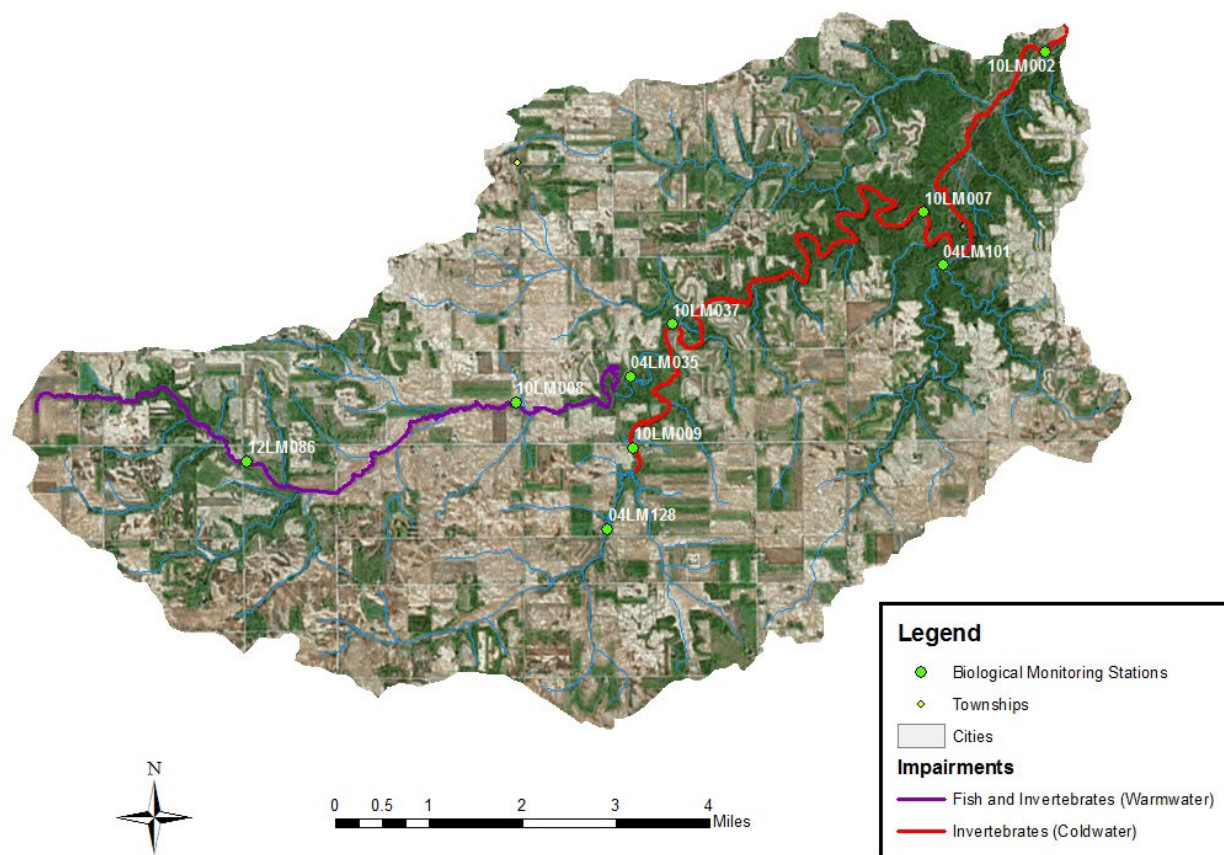 10LM002
10LM007
04LM101
10LM037
04LM035
10LM008
10LM009
12LM086
04LM128
Legend
Biological Monitoring Stations
Townships
Cities
Impairments
Fish and Invertebrates (Warmwater)
Invertebrates (Coldwater)
N
0 0.5 1 2 3 4
Miles